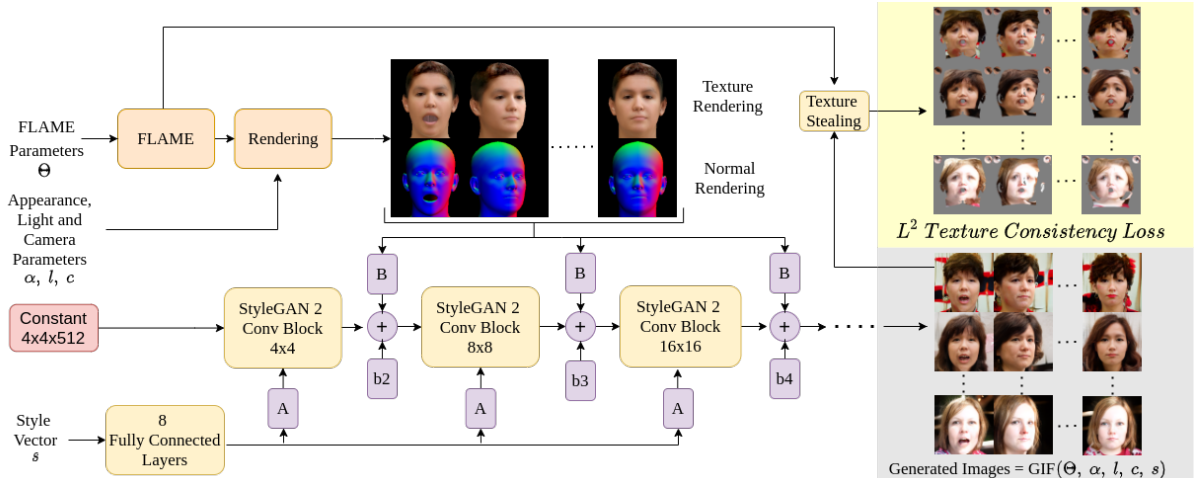 FLAME
Parameters
Θ
FLAME
Rendering
Texture
Rendering
Normal
Rendering
Texture
Stealing
L² Texture Consistency Loss
Appearance,
Light and
Camera
Parameters
α, l, c
Constant
4x4x512
StyleGAN 2
Conv Block
4x4
B
+
b2
StyleGAN 2
Conv Block
8x8
B
+
b3
StyleGAN 2
Conv Block
16x16
B
+
b4
A
A
A
Style
Vector
s
8
Fully Connected
Layers
Generated Images = GIF(Θ, α, l, c, s)